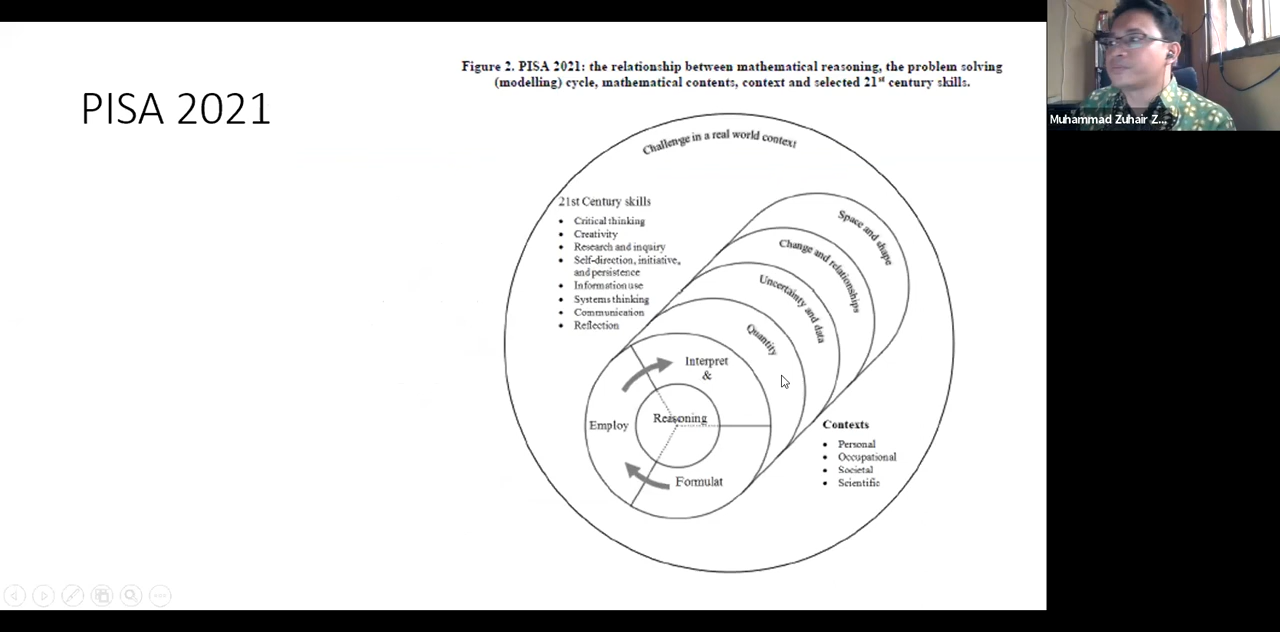 PISA 2021
Figure 2. PISA 2021: the relationship between mathematical reasoning, the problem solving
(modelling) cycle, mathematical contents, context and selected 21st century skills.
Challenge in a real world context
21st Century skills
• Critical thinking
• Creativity
• Research and inquiry
• Self-direction, initiative,
and persistence
• Information use
• Systems thinking
• Communication
• Reflection
Space and shape
Change and relationships
Uncertainty and data
Quantity
Interpret
&
Reasoning
Employ
Formulat
Contexts
• Personal
• Occupational
• Societal
• Scientific
Muhammad Zuhair Z...